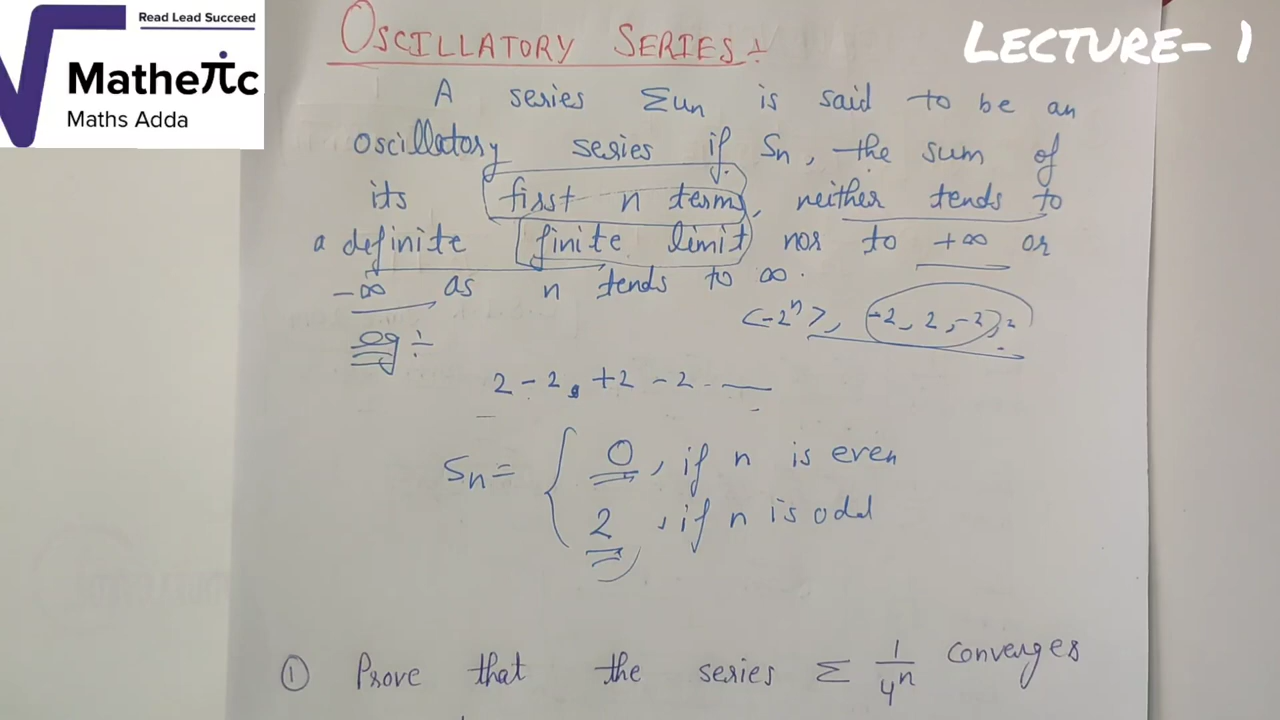 Read Lead Succeed
Matheπc
Maths Adda
LECTURE- 1
OSCILLATORY SERIES :-
A series Σun is said to be an
oscillatory series if Sn, the sum of
its first n terms, neither tends to
a definite finite limit nor to +∞ or
-∞ as n tends to ∞.
<-2ⁿ>, -2, 2, -2, 2
eg :-
2 - 2 + 2 - 2 . —
Sn = { 0, if n is even
2, if n is odd
① Prove that the series Σ 1/4ⁿ converges